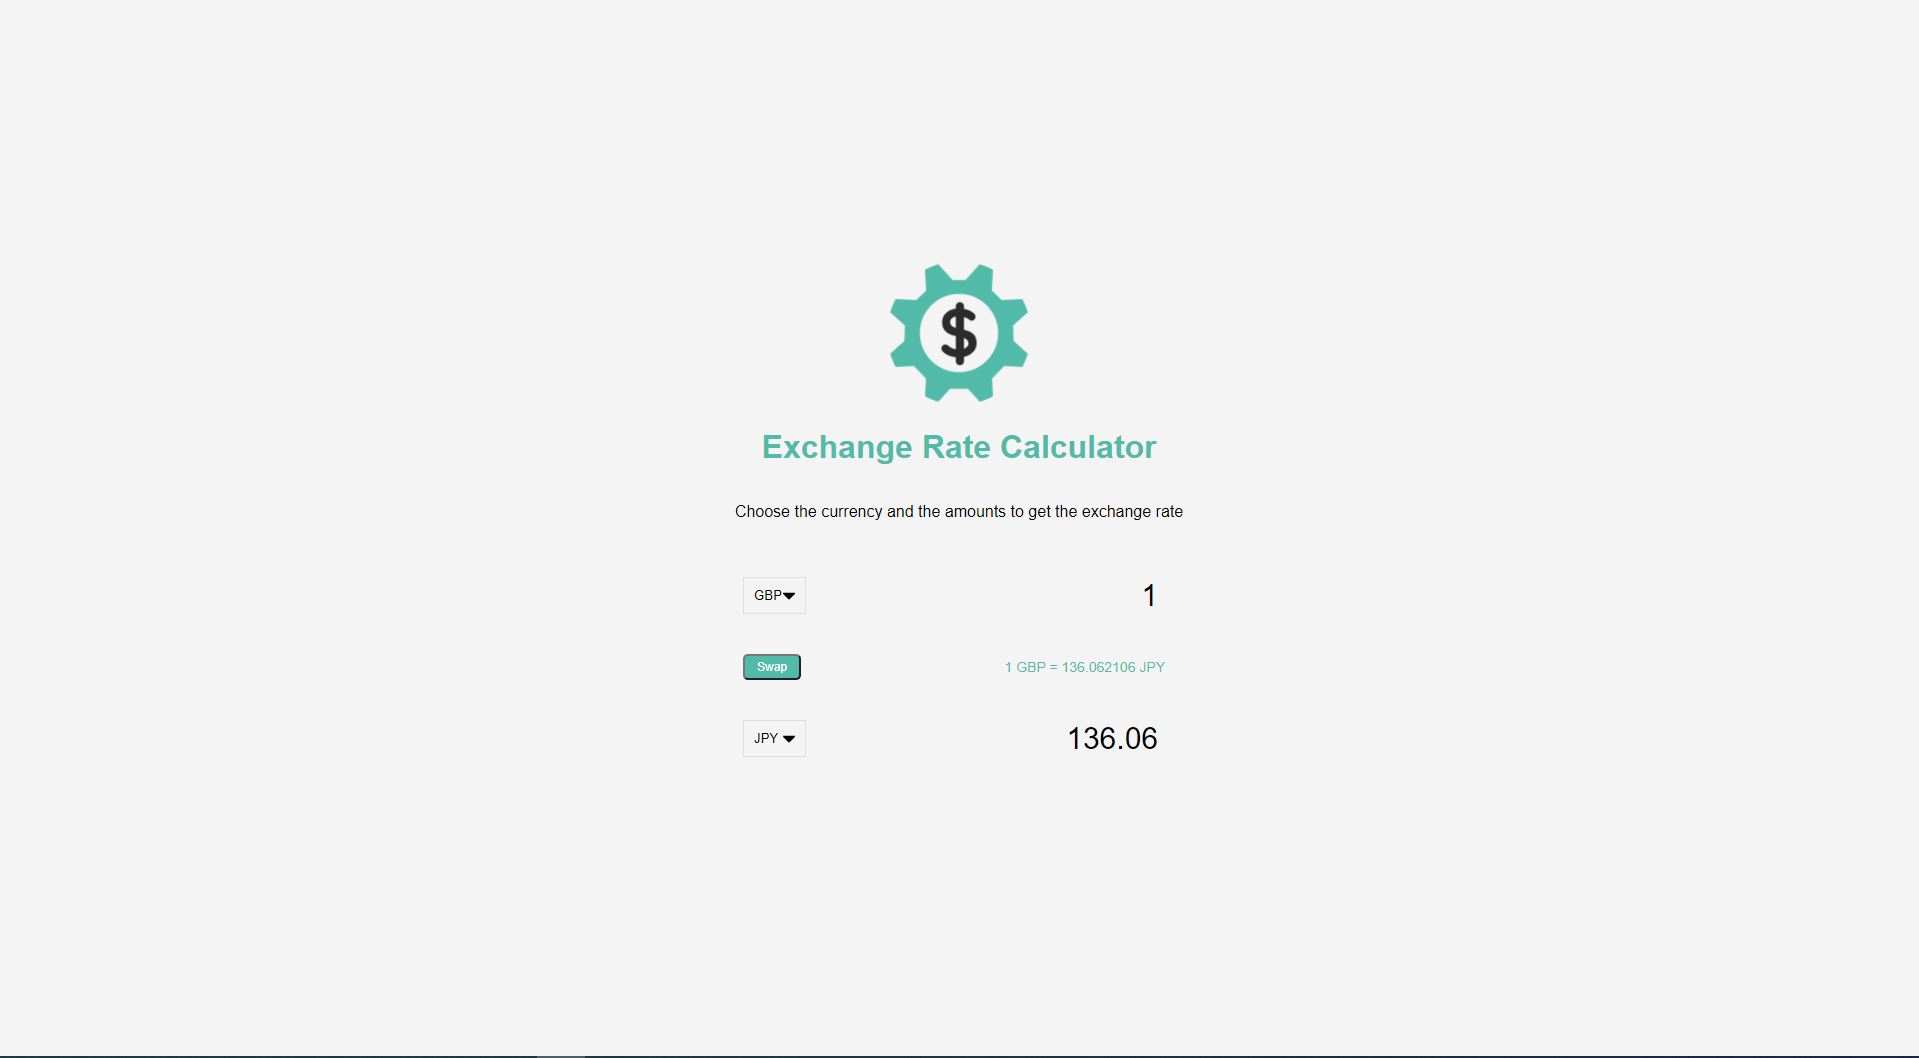 $
Exchange Rate Calculator
Choose the currency and the amounts to get the exchange rate
GBP 1
Swap 1 GBP = 136.062106 JPY
JPY 136.06